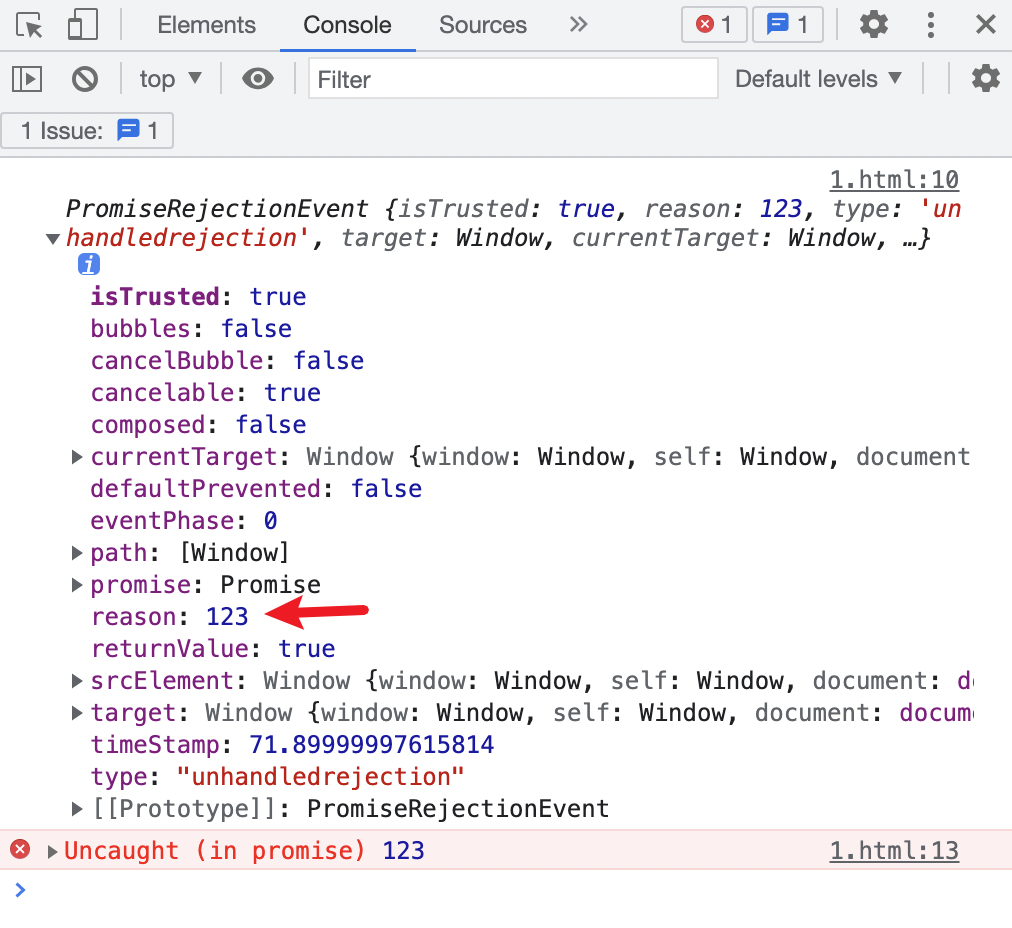 Elements Console Sources 1 1
top Filter Default levels
1 Issue: 1
1.html:10
PromiseRejectionEvent {isTrusted: true, reason: 123, type: 'un
handledrejection', target: Window, currentTarget: Window, …}
i
isTrusted: true
bubbles: false
cancelBubble: false
cancelable: true
composed: false
currentTarget: Window {window: Window, self: Window, document
defaultPrevented: false
eventPhase: 0
path: [Window]
promise: Promise
reason: 123
returnValue: true
srcElement: Window {window: Window, self: Window, document: d
target: Window {window: Window, self: Window, document: docum
timeStamp: 71.89999997615814
type: "unhandledrejection"
[[Prototype]]: PromiseRejectionEvent
Uncaught (in promise) 123 1.html:13